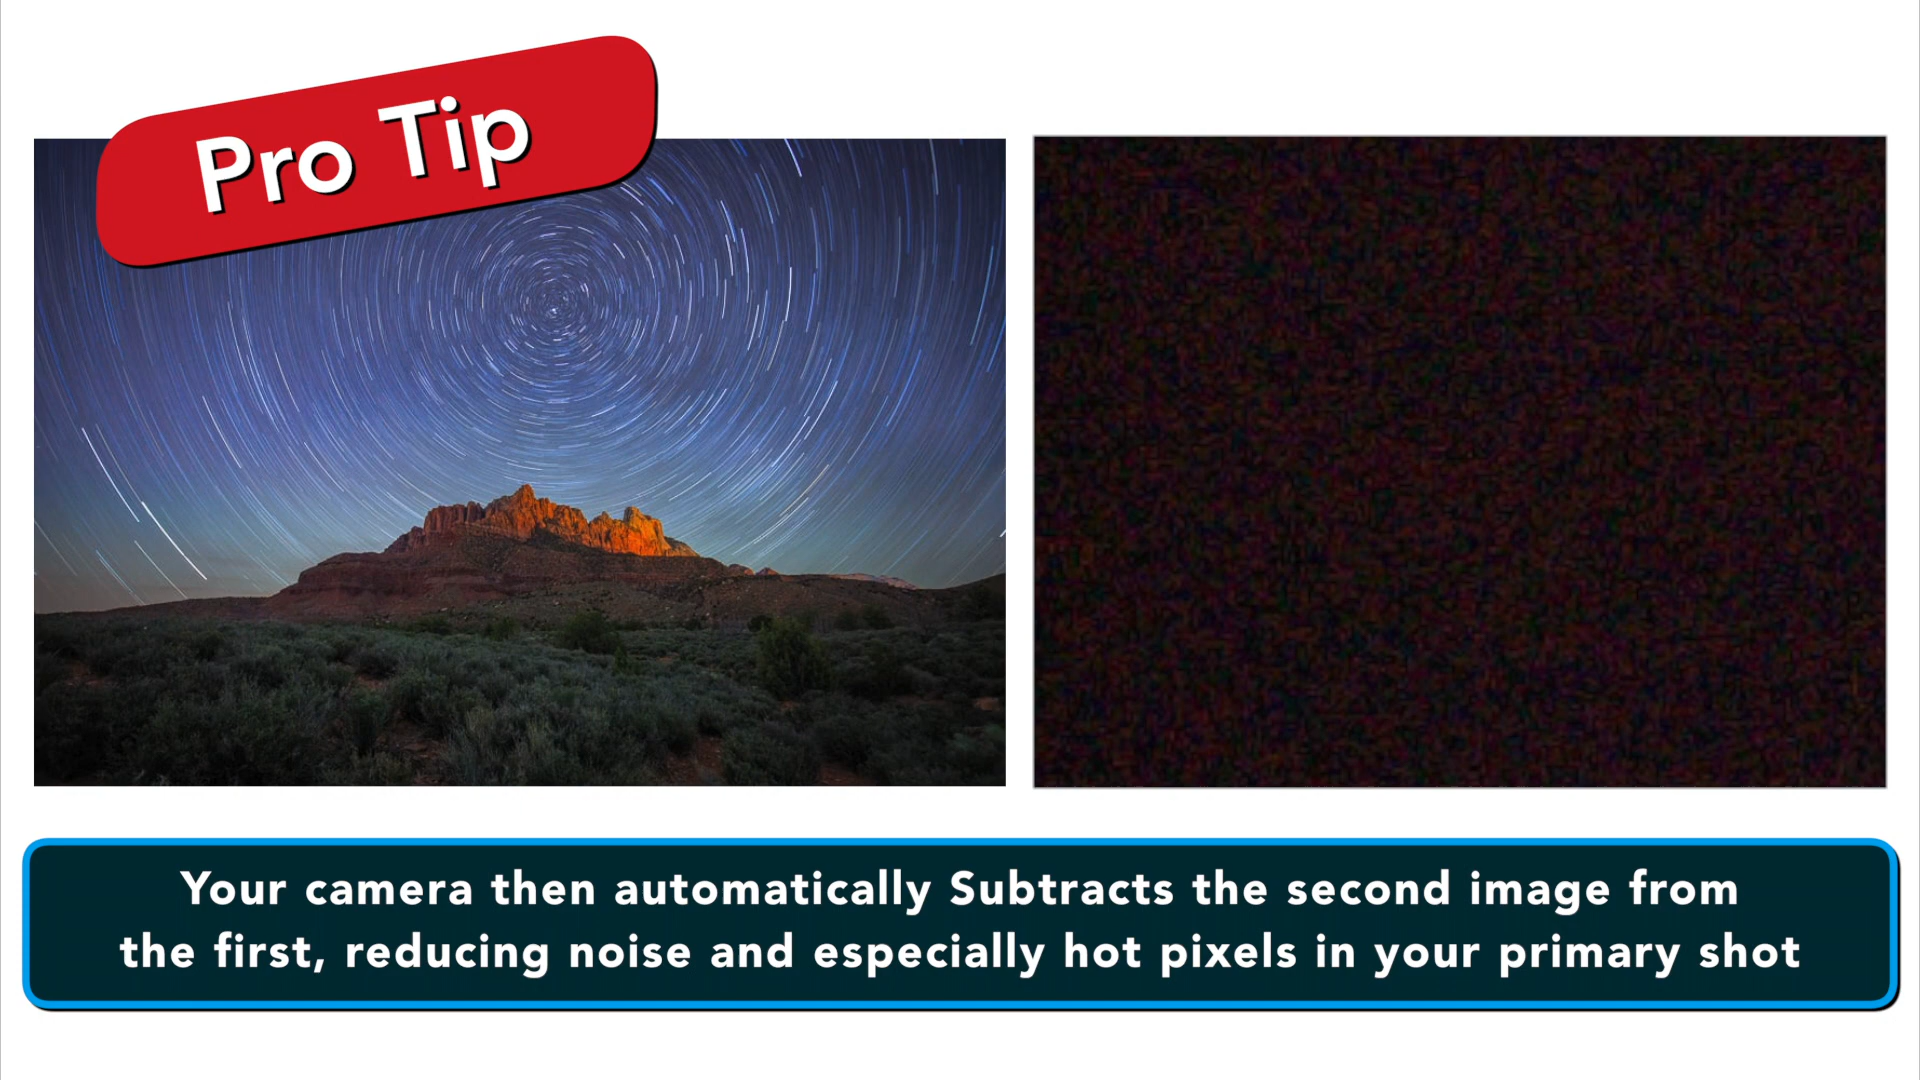 Pro Tip
Your camera then automatically Subtracts the second image from
the first, reducing noise and especially hot pixels in your primary shot